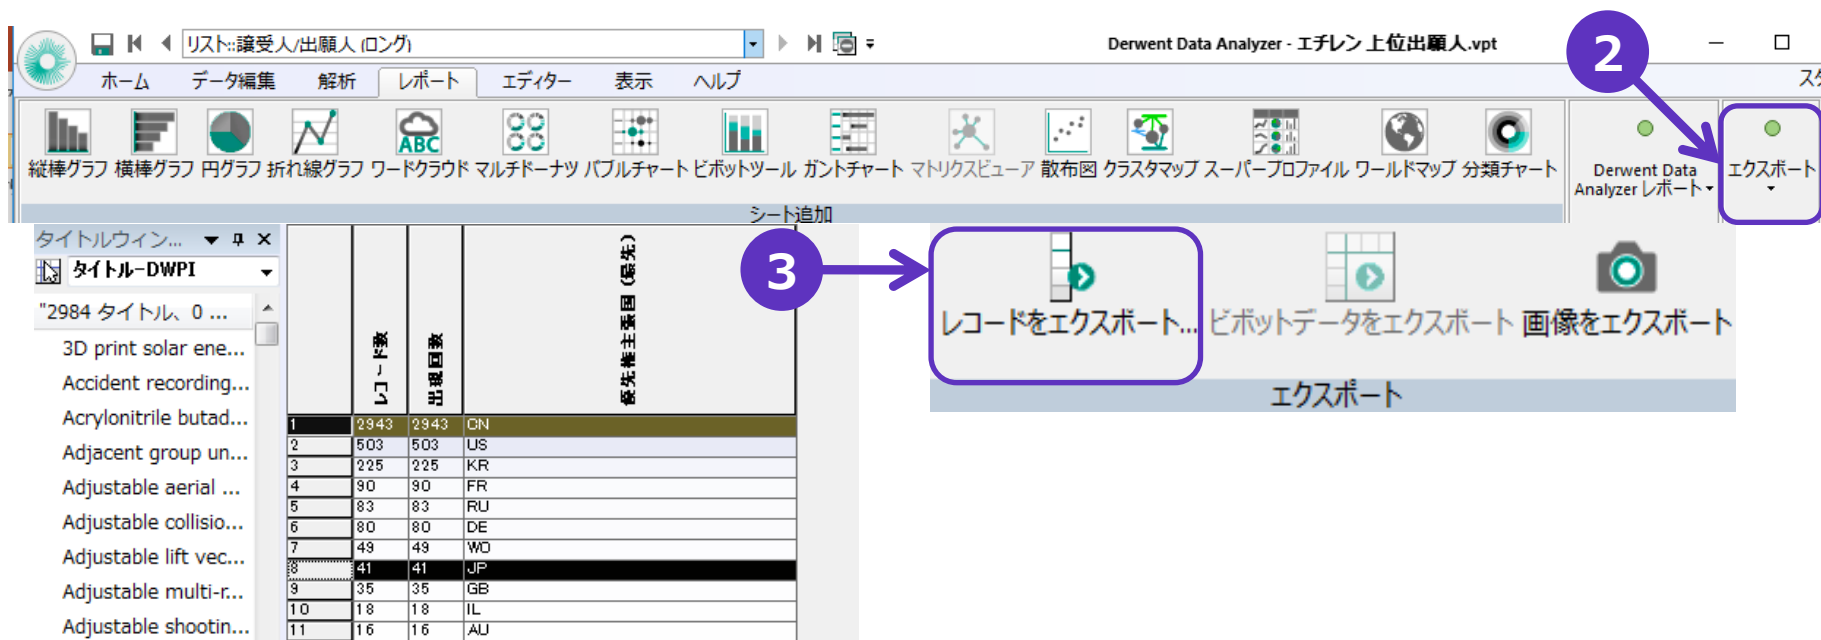 リスト::譲受人/出願人 (ロング)
Derwent Data Analyzer - エチレン 上位出願人.vpt
2
ホーム データ編集 解析 レポート エディター 表示 ヘルプ
ABC
縦棒グラフ 横棒グラフ 円グラフ 折れ線グラフ ワードクラウド マルチドーナツ バブルチャート ピボットツール ガントチャート マトリクスビューア 散布図 クラスタマップ スーパープロファイル ワールドマップ 分類チャート
Derwent Data
Analyzer レポート
エクスポート
シート追加
タイトルウィン...
タイトル-DWPI
"2984 タイトル、0 ...
3D print solar ene...
Accident recording...
Acrylonitrile butad...
Adjacent group un...
Adjustable aerial ...
Adjustable collisio...
Adjustable lift vec...
Adjustable multi-r...
Adjustable shootin...
レコード数 出現回数 優先権主張国 (最先)
1 2943 2943 CN
2 503 503 US
3 225 225 KR
4 90 90 FR
5 83 83 RU
6 80 80 DE
7 49 49 WO
8 41 41 JP
9 35 35 GB
10 18 18 IL
11 16 16 AU
3
レコードをエクスポート... ピボットデータをエクスポート 画像をエクスポート
エクスポート